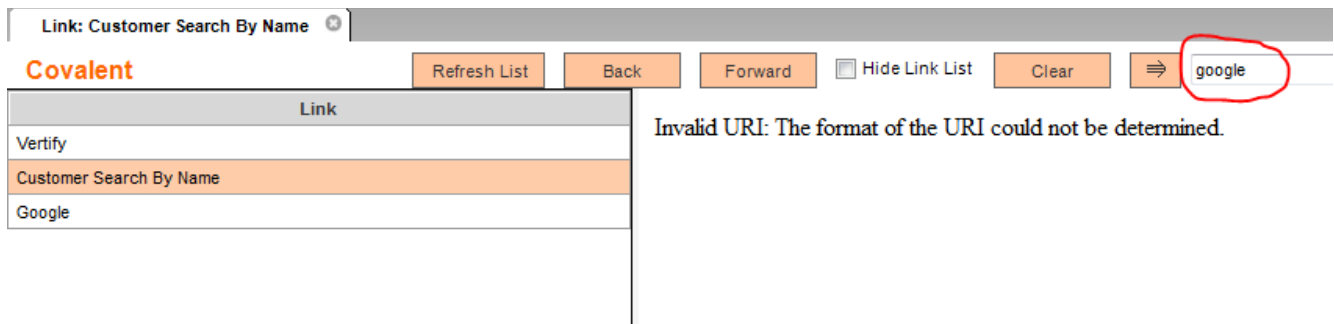 Link: Customer Search By Name
Covalent
Refresh List
Back
Forward
Hide Link List
Clear
google
Link
Vertify
Customer Search By Name
Google
Invalid URI: The format of the URI could not be determined.